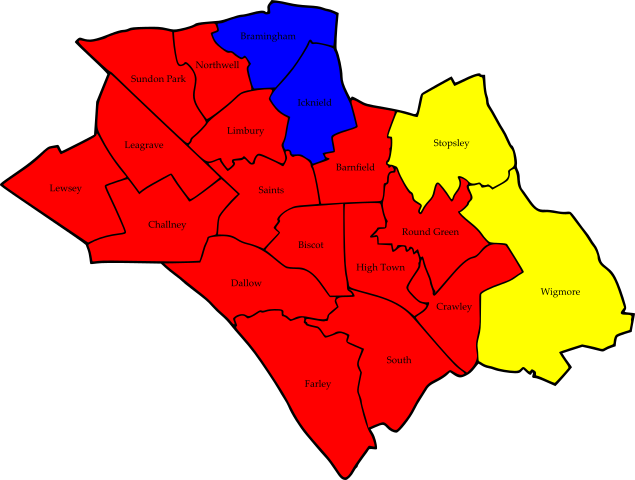 Bramingham
Northwell
Sundon Park
Icknield
Limbury
Stopsley
Leagrave
Barnfield
Lewsey
Saints
Challney
Round Green
Biscot
High Town
Dallow
Wigmore
Crawley
South
Farley